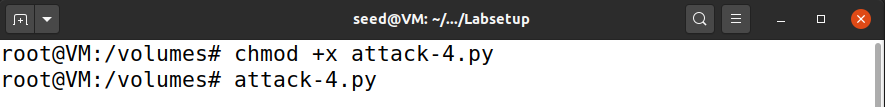 seed@VM: ~/.../Labsetup
root@VM:/volumes# chmod +x attack-4.py
root@VM:/volumes# attack-4.py